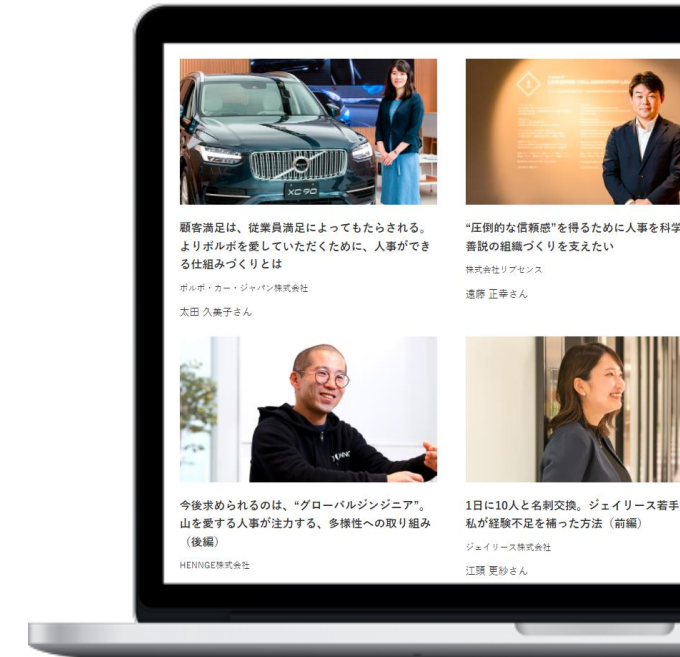 XC 90
顧客満足は、従業員満足によってもたらされる。
よりボルボを愛していただくために、人事ができ
る仕組みづくりとは
ボルボ・カー・ジャパン株式会社
太田 久美子さん
“圧倒的な信頼感”を得るために人事を科学
善説の組織づくりを支えたい
株式会社リブセンス
遠藤 正幸さん
今後求められるのは、“グローバルジンジニア”。
山を愛する人事が注力する、多様性への取り組み
（後編）
HENNGE株式会社
1日に10人と名刺交換。ジェイリース若手
私が経験不足を補った方法（前編）
ジェイリース株式会社
江頭 更紗さん